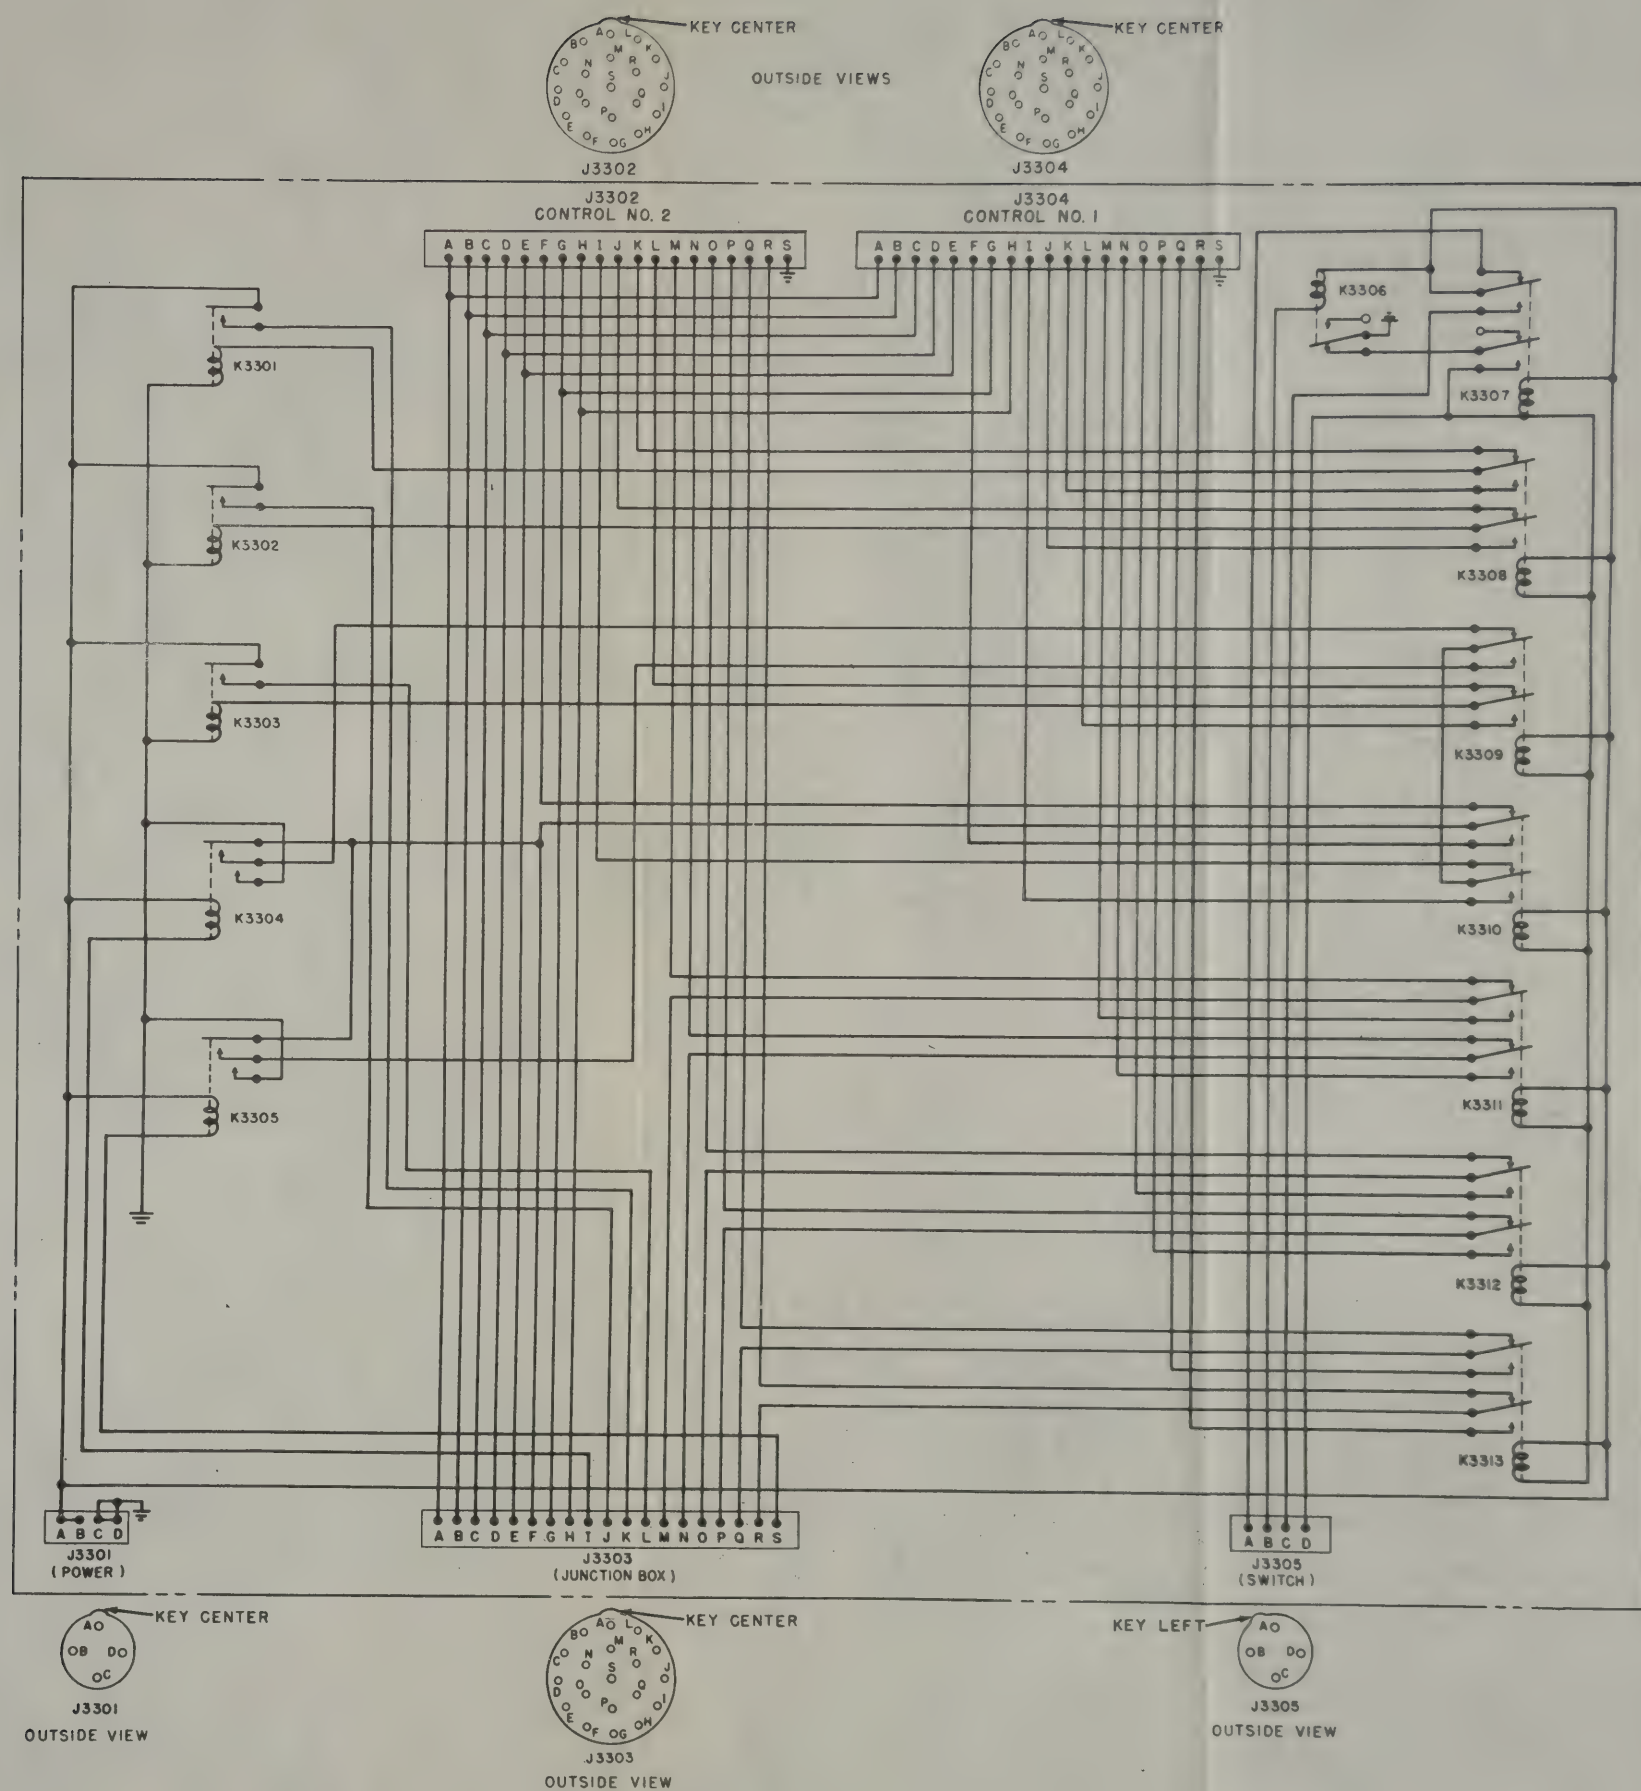 KEY CENTER
KEY CENTER
OUTSIDE VIEWS
A B C D E F G H I J K L M N O P Q R S
A B C D E F G H I J K L M N O P Q R S
J3302
J3304
J3302
CONTROL NO. 2
J3304
CONTROL NO. 1
A B C D E F G H I J K L M N O P Q R S
A B C D E F G H I J K L M N O P Q R S
K3306
K3301
K3307
K3302
K3308
K3303
K3309
K3304
K3310
K3305
K3311
K3312
K3313
A B C D
J3301
(POWER)
A B C D E F G H I J K L M N O P Q R S
J3303
(JUNCTION BOX)
A B C D
J3305
(SWITCH)
KEY CENTER
KEY CENTER
KEY LEFT
A B C D
A B C D E F G H I J K L M N O P Q R S
A B C D
J3301
OUTSIDE VIEW
J3303
OUTSIDE VIEW
J3305
OUTSIDE VIEW